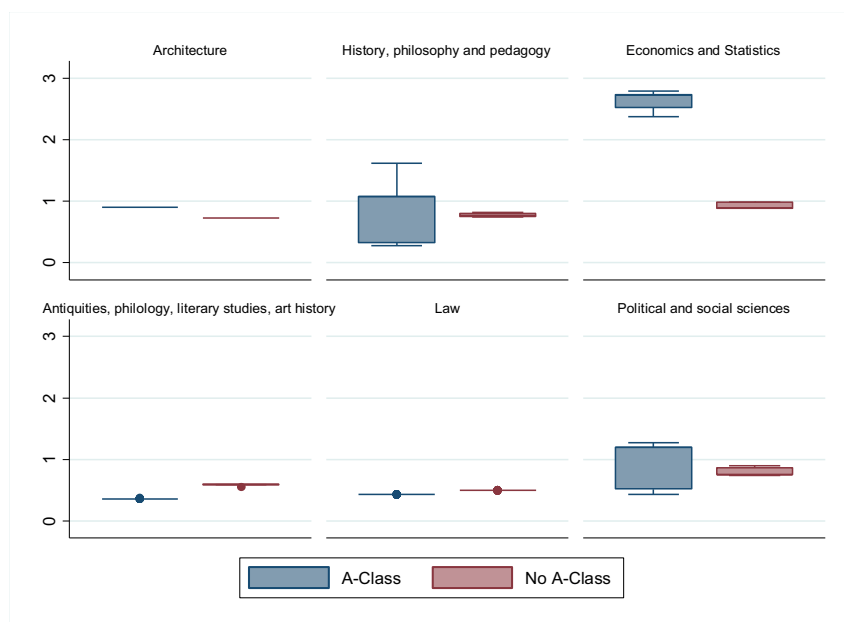 Architecture
History, philosophy and pedagogy
Economics and Statistics
3
2
1
0
Antiquities, philology, literary studies, art history
Law
Political and social sciences
3
2
1
0
A-Class
No A-Class